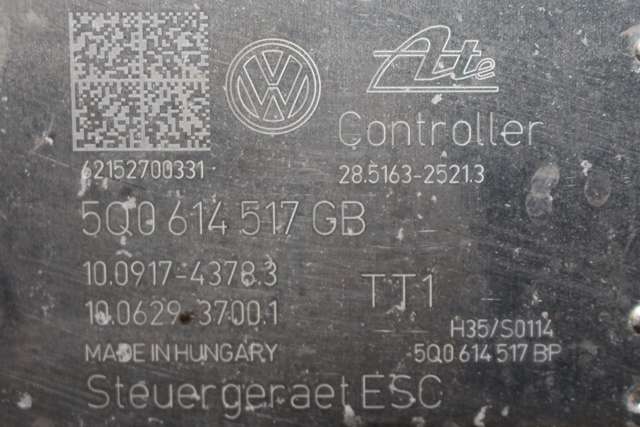 VW
Ate
Controller
62152700331
28.5163-2521.3
5Q0 614 517 GB
10.0917-4378.3
10.0629-3700.1
TT1
H35/S0114
MADE IN HUNGARY
5Q0 614 517 BP
Steuergeraet ESC